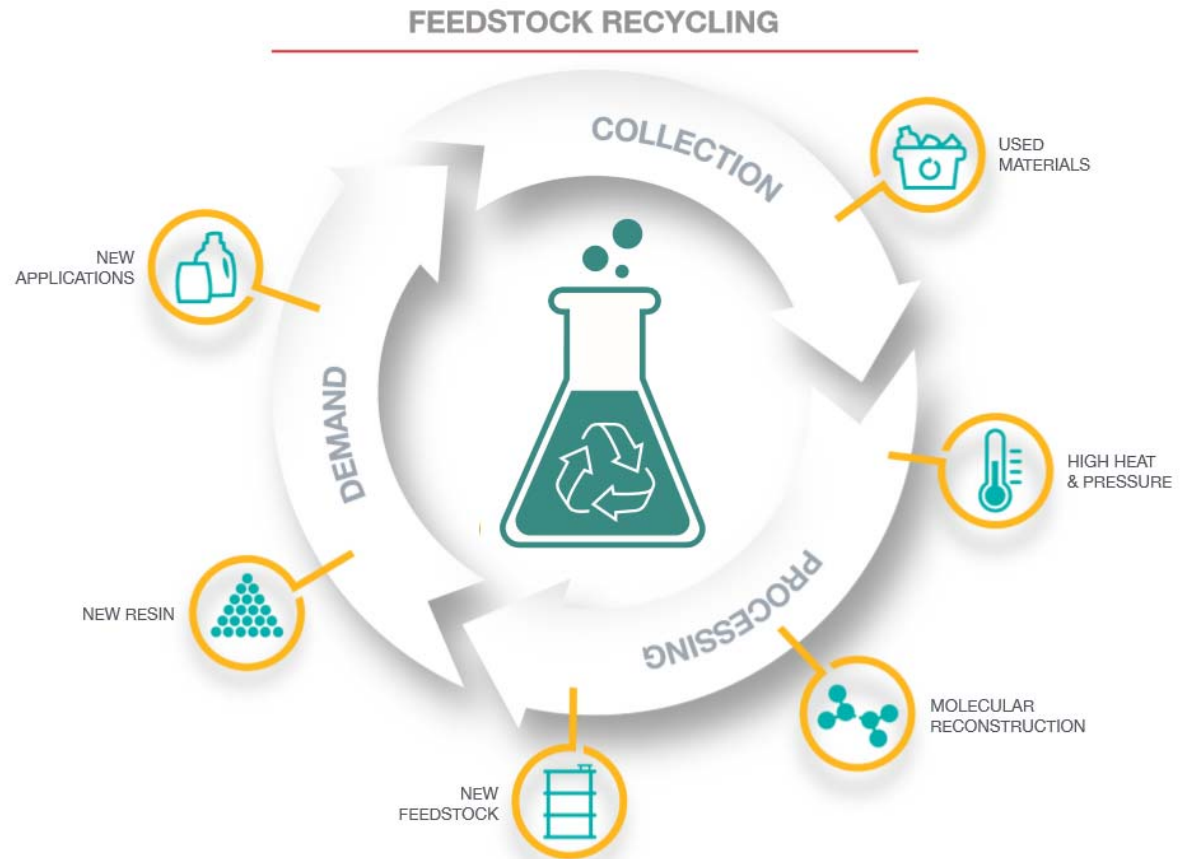 FEEDSTOCK RECYCLING
COLLECTION
USED
MATERIALS
HIGH HEAT
& PRESSURE
PROCESSING
MOLECULAR
RECONSTRUCTION
NEW
FEEDSTOCK
NEW RESIN
DEMAND
NEW
APPLICATIONS